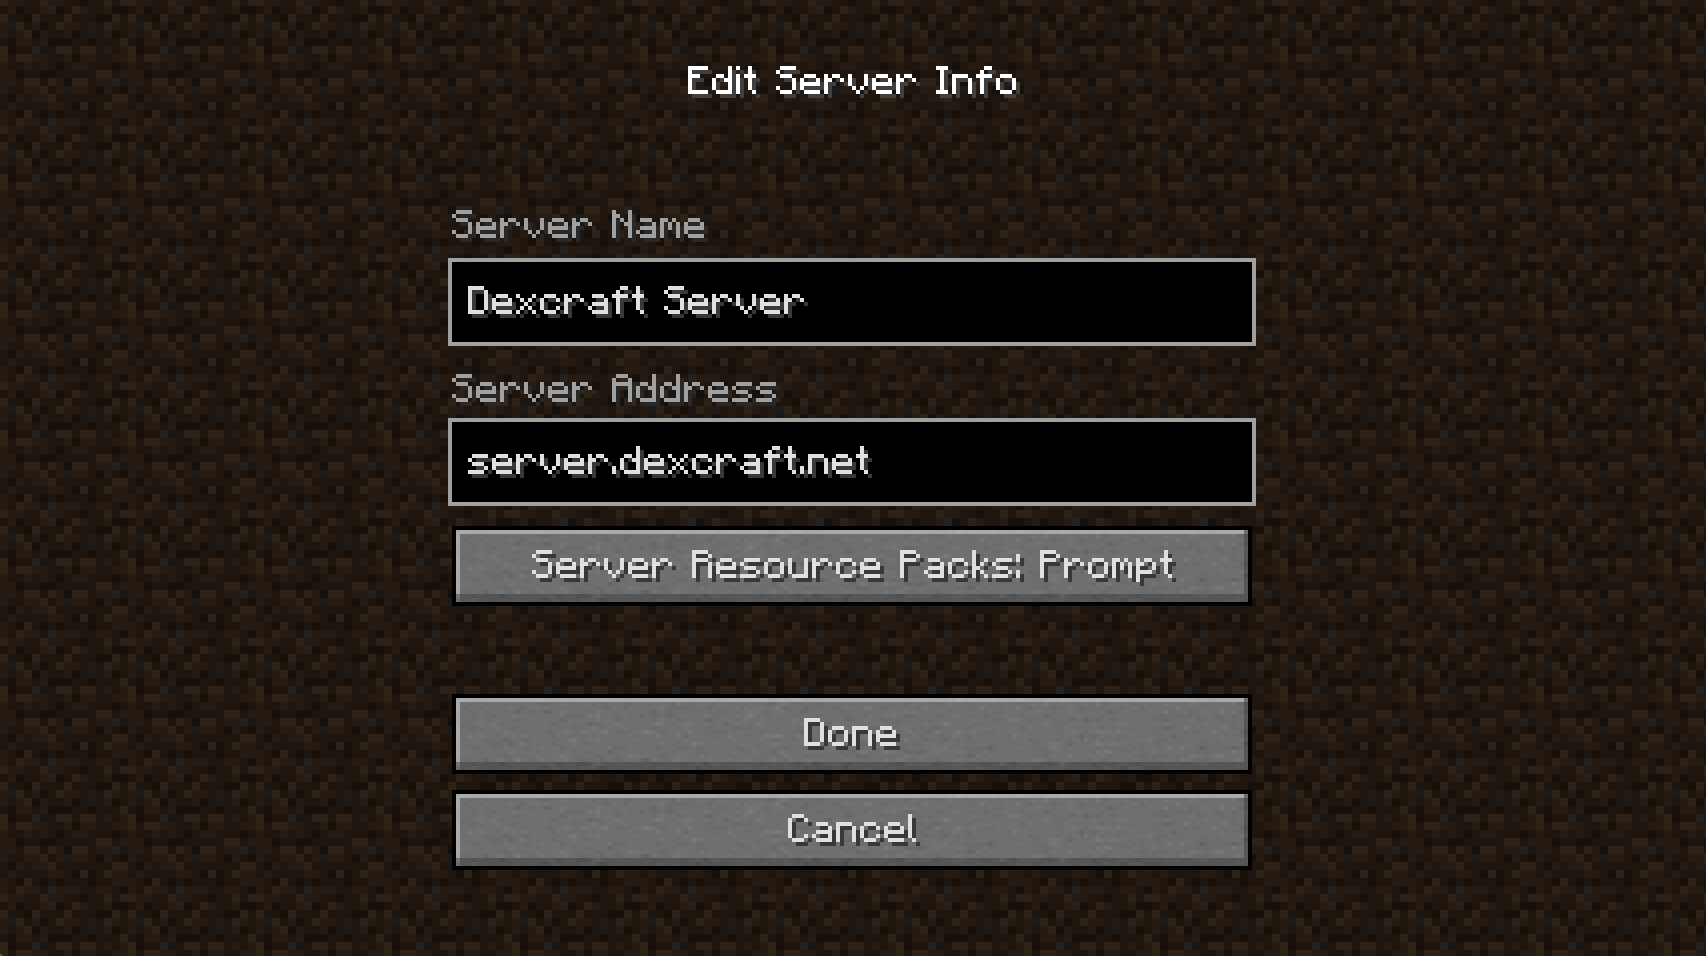 Edit Server Info
Server Name
Dexcraft Server
Server Address
server.dexcraft.net
Server Resource Packs: Prompt
Done
Cancel